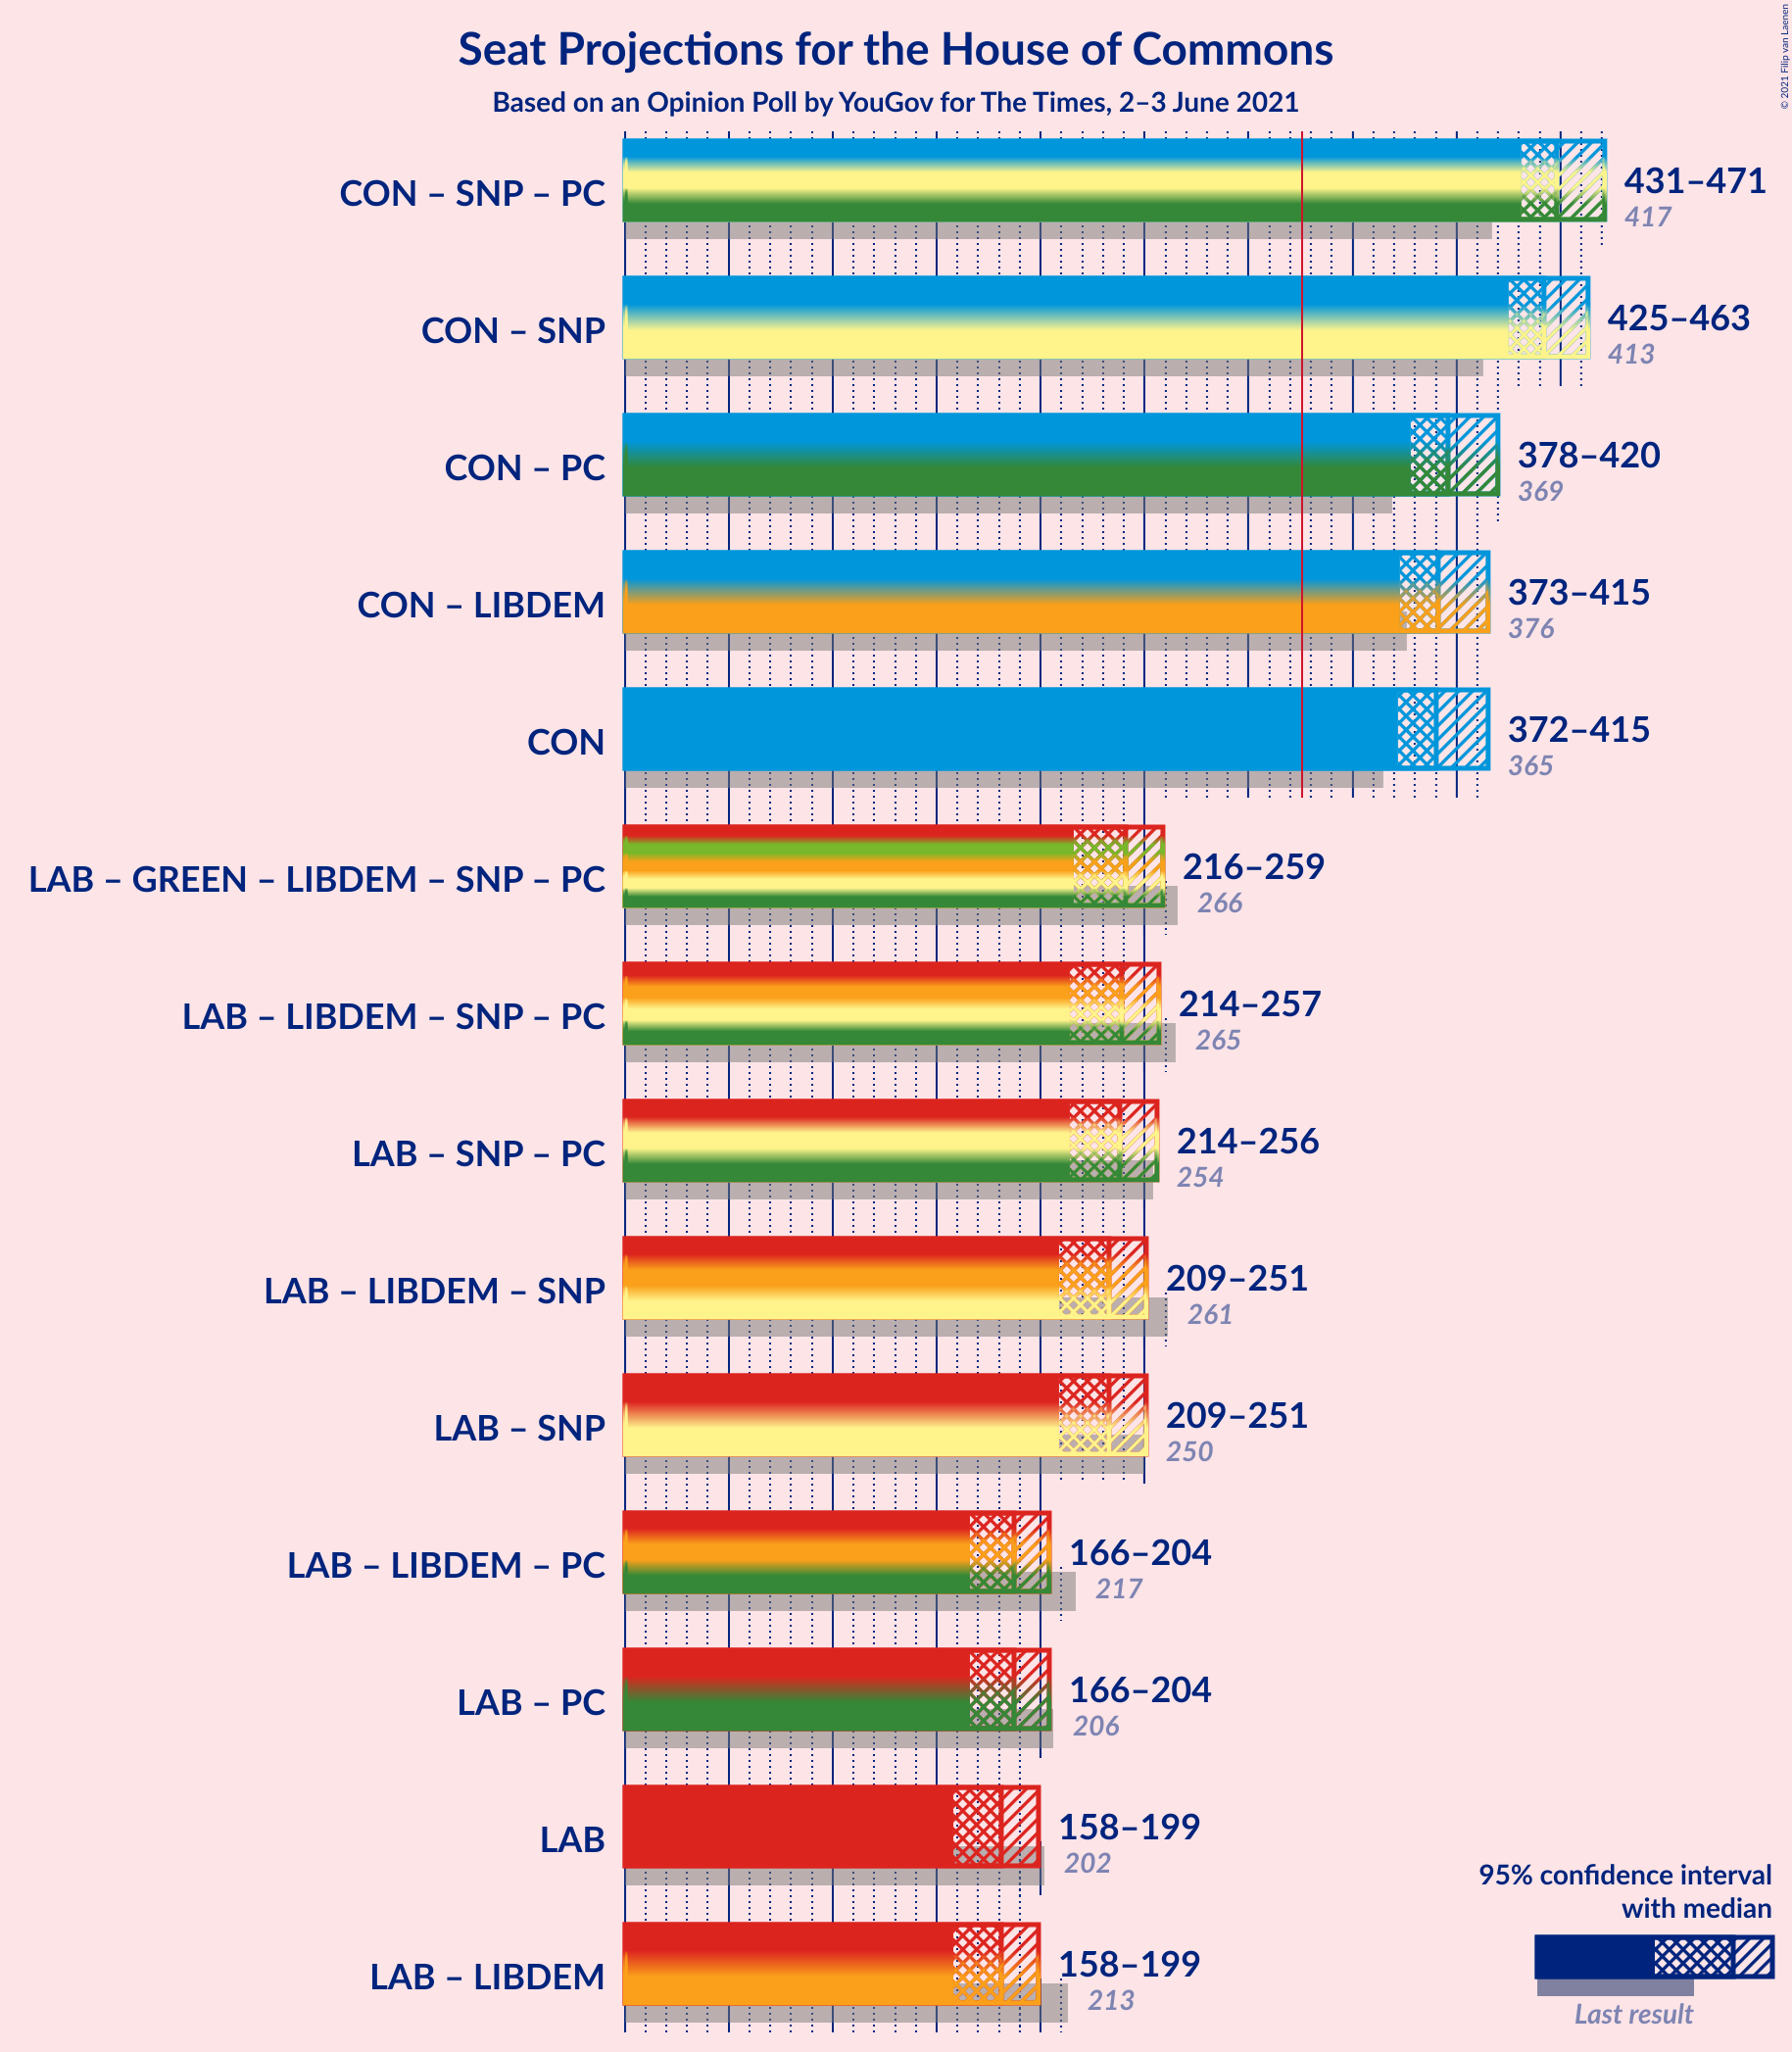 Seat Projections for the House of Commons
Based on an Opinion Poll by YouGov for The Times, 2–3 June 2021
© 2021 Filip van Laenen
CON – SNP – PC
431–471
417
CON – SNP
425–463
413
CON – PC
378–420
369
CON – LIBDEM
373–415
376
CON
372–415
365
LAB – GREEN – LIBDEM – SNP – PC
216–259
266
LAB – LIBDEM – SNP – PC
214–257
265
LAB – SNP – PC
214–256
254
LAB – LIBDEM – SNP
209–251
261
LAB – SNP
209–251
250
LAB – LIBDEM – PC
166–204
217
LAB – PC
166–204
206
LAB
158–199
202
LAB – LIBDEM
158–199
213
95% confidence interval
with median
Last result